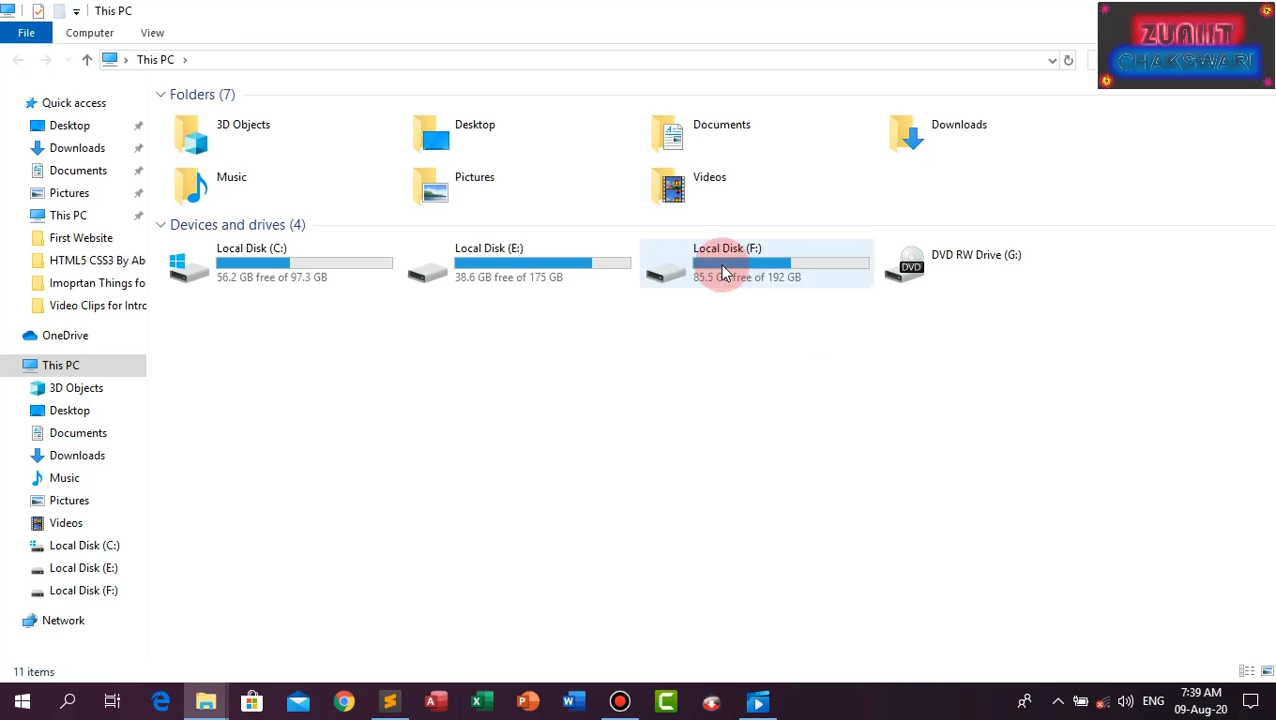 This PC
File Computer View
This PC
ZUAIIT
CHAKSWARI
Quick access
Desktop
Downloads
Documents
Pictures
This PC
First Website
HTML5 CSS3 By Ab
Imoprtan Things for
Video Clips for Intro
OneDrive
This PC
3D Objects
Desktop
Documents
Downloads
Music
Pictures
Videos
Local Disk (C:)
Local Disk (E:)
Local Disk (F:)
Network
Folders (7)
3D Objects
Desktop
Documents
Downloads
Music
Pictures
Videos
Devices and drives (4)
Local Disk (C:)
56.2 GB free of 97.3 GB
Local Disk (E:)
38.6 GB free of 175 GB
Local Disk (F:)
85.5 GB free of 192 GB
DVD RW Drive (G:)
DVD
11 items
ENG
7:39 AM
09-Aug-20